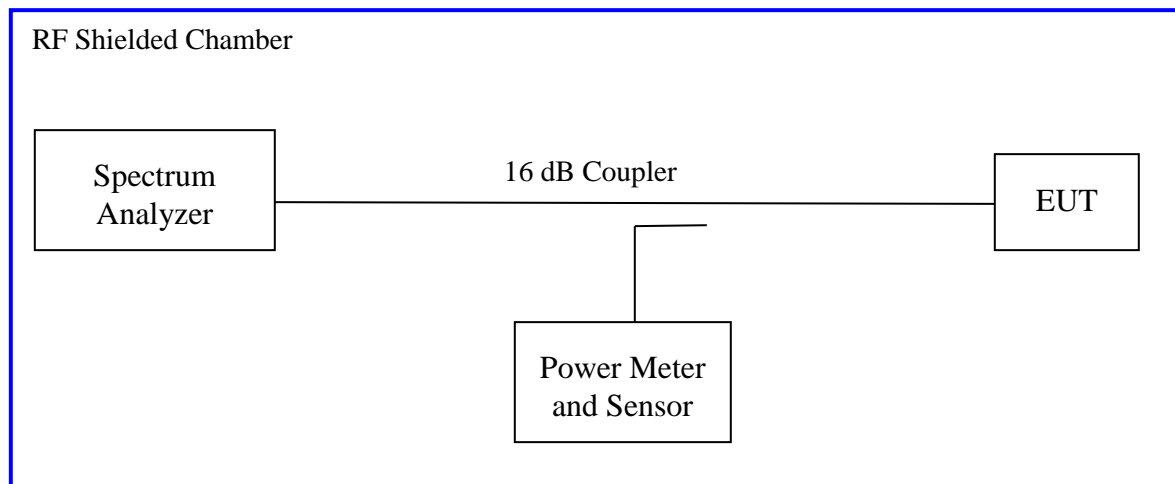 RF Shielded Chamber
Spectrum
Analyzer
16 dB Coupler
EUT
Power Meter
and Sensor